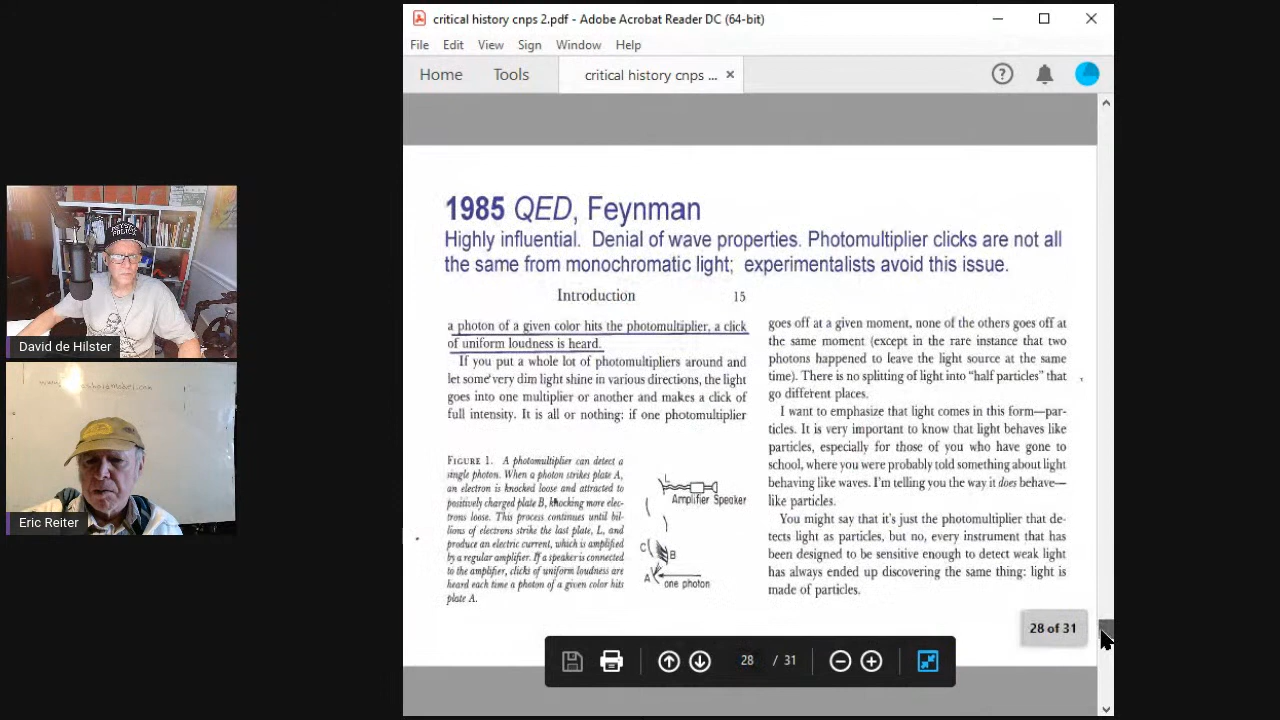 critical history cnps 2.pdf - Adobe Acrobat Reader DC (64-bit)
File Edit View Sign Window Help
Home Tools critical history cnps ... ×
1985 QED, Feynman
Highly influential. Denial of wave properties. Photomultiplier clicks are not all
the same from monochromatic light; experimentalists avoid this issue.
Introduction 15
a photon of a given color hits the photomultiplier, a click
of uniform loudness is heard.
If you put a whole lot of photomultipliers around and
let some very dim light shine in various directions, the light
goes into one multiplier or another and makes a click of
full intensity. It is all or nothing: if one photomultiplier
FIGURE 1. A photomultiplier can detect a
single photon. When a photon strikes plate A,
an electron is knocked loose and attracted to
positively charged plate B, knocking more elec-
trons loose. This process continues until bil-
lions of electrons strike the last plate, L, and
produce an electric current, which is amplified
by a regular amplifier. If a speaker is connected
to the amplifier, clicks of uniform loudness are
heard each time a photon of a given color hits
plate A.
L
Amplifier Speaker
C B
A one photon
goes off at a given moment, none of the others goes off at
the same moment (except in the rare instance that two
photons happened to leave the light source at the same
time). There is no splitting of light into "half particles" that
go different places.
I want to emphasize that light comes in this form—par-
ticles. It is very important to know that light behaves like
particles, especially for those of you who have gone to
school, where you were probably told something about light
behaving like waves. I'm telling you the way it does behave—
like particles.
You might say that it's just the photomultiplier that de-
tects light as particles, but no, every instrument that has
been designed to be sensitive enough to detect weak light
has always ended up discovering the same thing: light is
made of particles.
28 of 31
28 / 31
David de Hilster
Eric Reiter